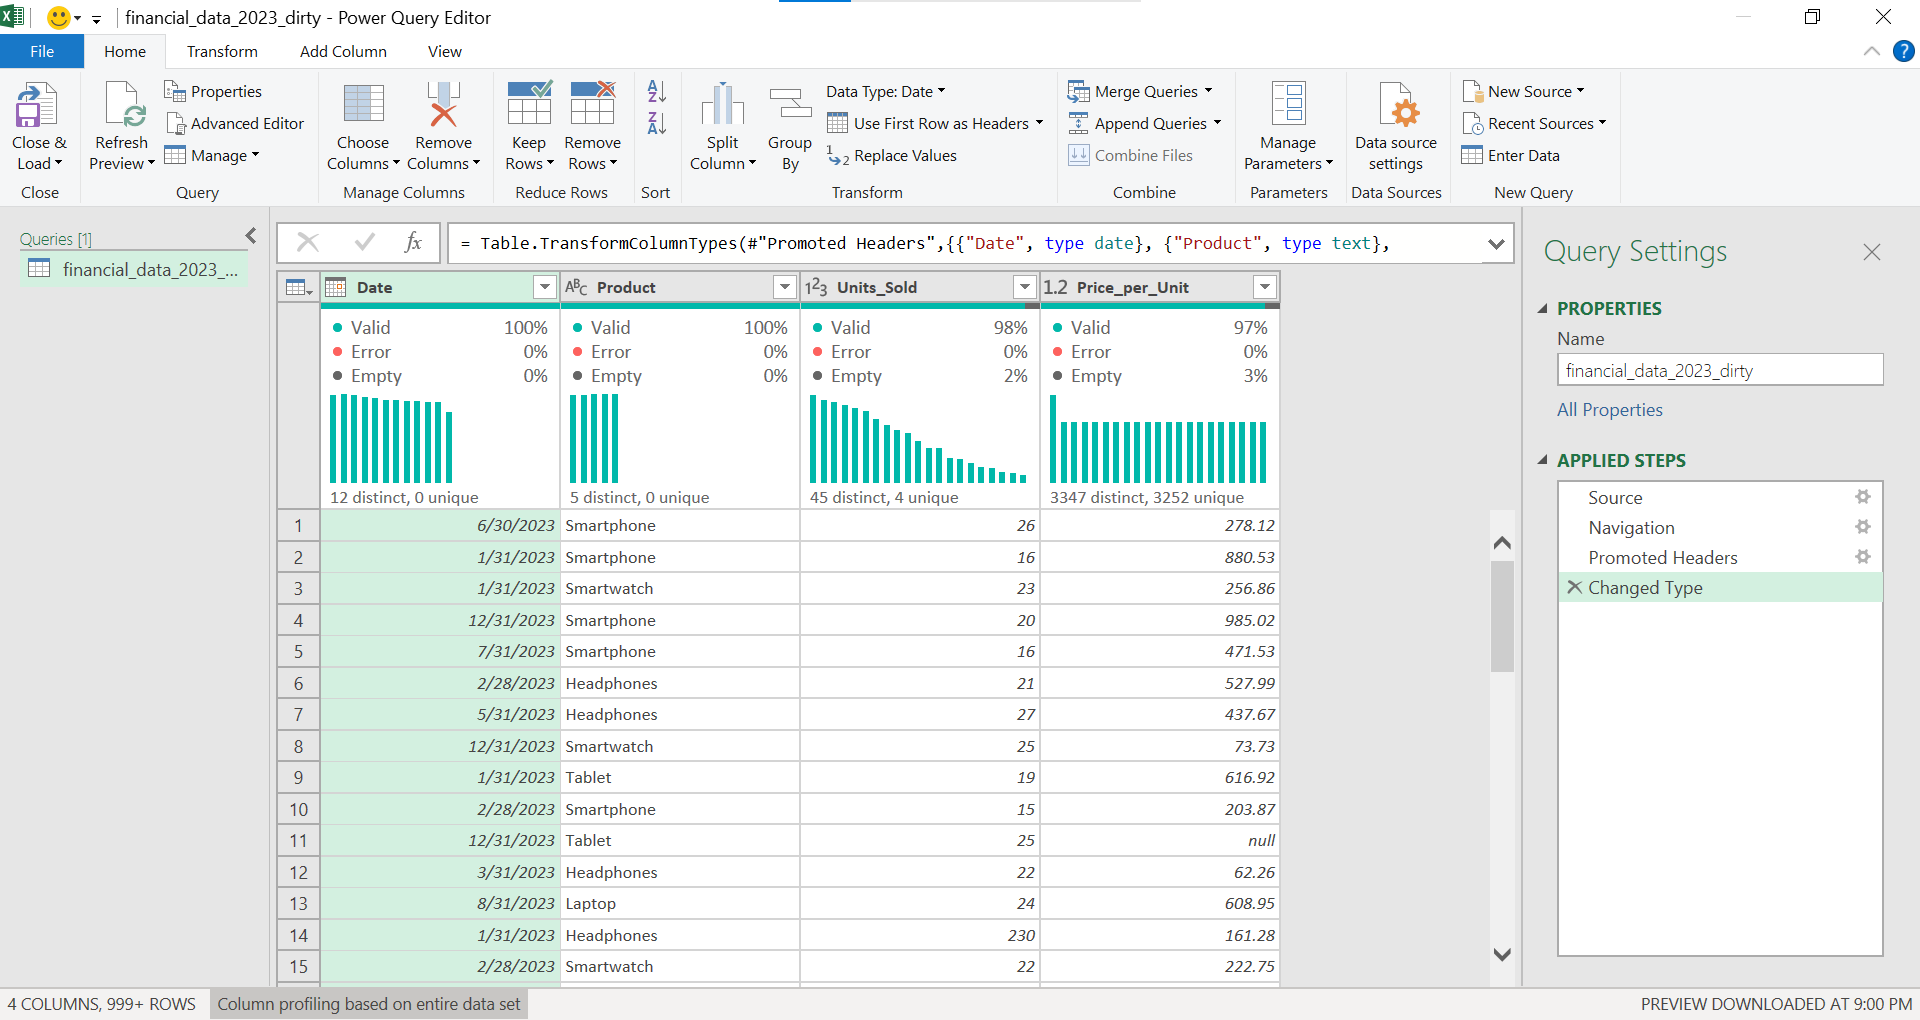 financial_data_2023_dirty - Power Query Editor
File Home Transform Add Column View
Close & Load
Close
Refresh Preview
Properties
Advanced Editor
Manage
Query
Choose Columns
Remove Columns
Manage Columns
Keep Rows
Remove Rows
Reduce Rows
A Z
Z A
Sort
Split Column
Group By
Data Type: Date
Use First Row as Headers
1 2 Replace Values
Transform
Merge Queries
Append Queries
Combine Files
Combine
Manage Parameters
Parameters
Data source settings
Data Sources
New Source
Recent Sources
Enter Data
New Query
?
Queries [1]
financial_data_2023_...
fx
= Table.TransformColumnTypes(#"Promoted Headers",{{"Date", type date}, {"Product", type text},
Date ABC Product 123 Units_Sold 1.2 Price_per_Unit
Valid 100% Valid 100% Valid 98% Valid 97%
Error 0% Error 0% Error 0% Error 0%
Empty 0% Empty 0% Empty 2% Empty 3%
12 distinct, 0 unique 5 distinct, 0 unique 45 distinct, 4 unique 3347 distinct, 3252 unique
1 6/30/2023 Smartphone 26 278.12
2 1/31/2023 Smartphone 16 880.53
3 1/31/2023 Smartwatch 23 256.86
4 12/31/2023 Smartphone 20 985.02
5 7/31/2023 Smartphone 16 471.53
6 2/28/2023 Headphones 21 527.99
7 5/31/2023 Headphones 27 437.67
8 12/31/2023 Smartwatch 25 73.73
9 1/31/2023 Tablet 19 616.92
10 2/28/2023 Smartphone 15 203.87
11 12/31/2023 Tablet 25 null
12 3/31/2023 Headphones 22 62.26
13 8/31/2023 Laptop 24 608.95
14 1/31/2023 Headphones 230 161.28
15 2/28/2023 Smartwatch 22 222.75
Query Settings
PROPERTIES
Name
financial_data_2023_dirty
All Properties
APPLIED STEPS
Source
Navigation
Promoted Headers
Changed Type
4 COLUMNS, 999+ ROWS Column profiling based on entire data set PREVIEW DOWNLOADED AT 9:00 PM